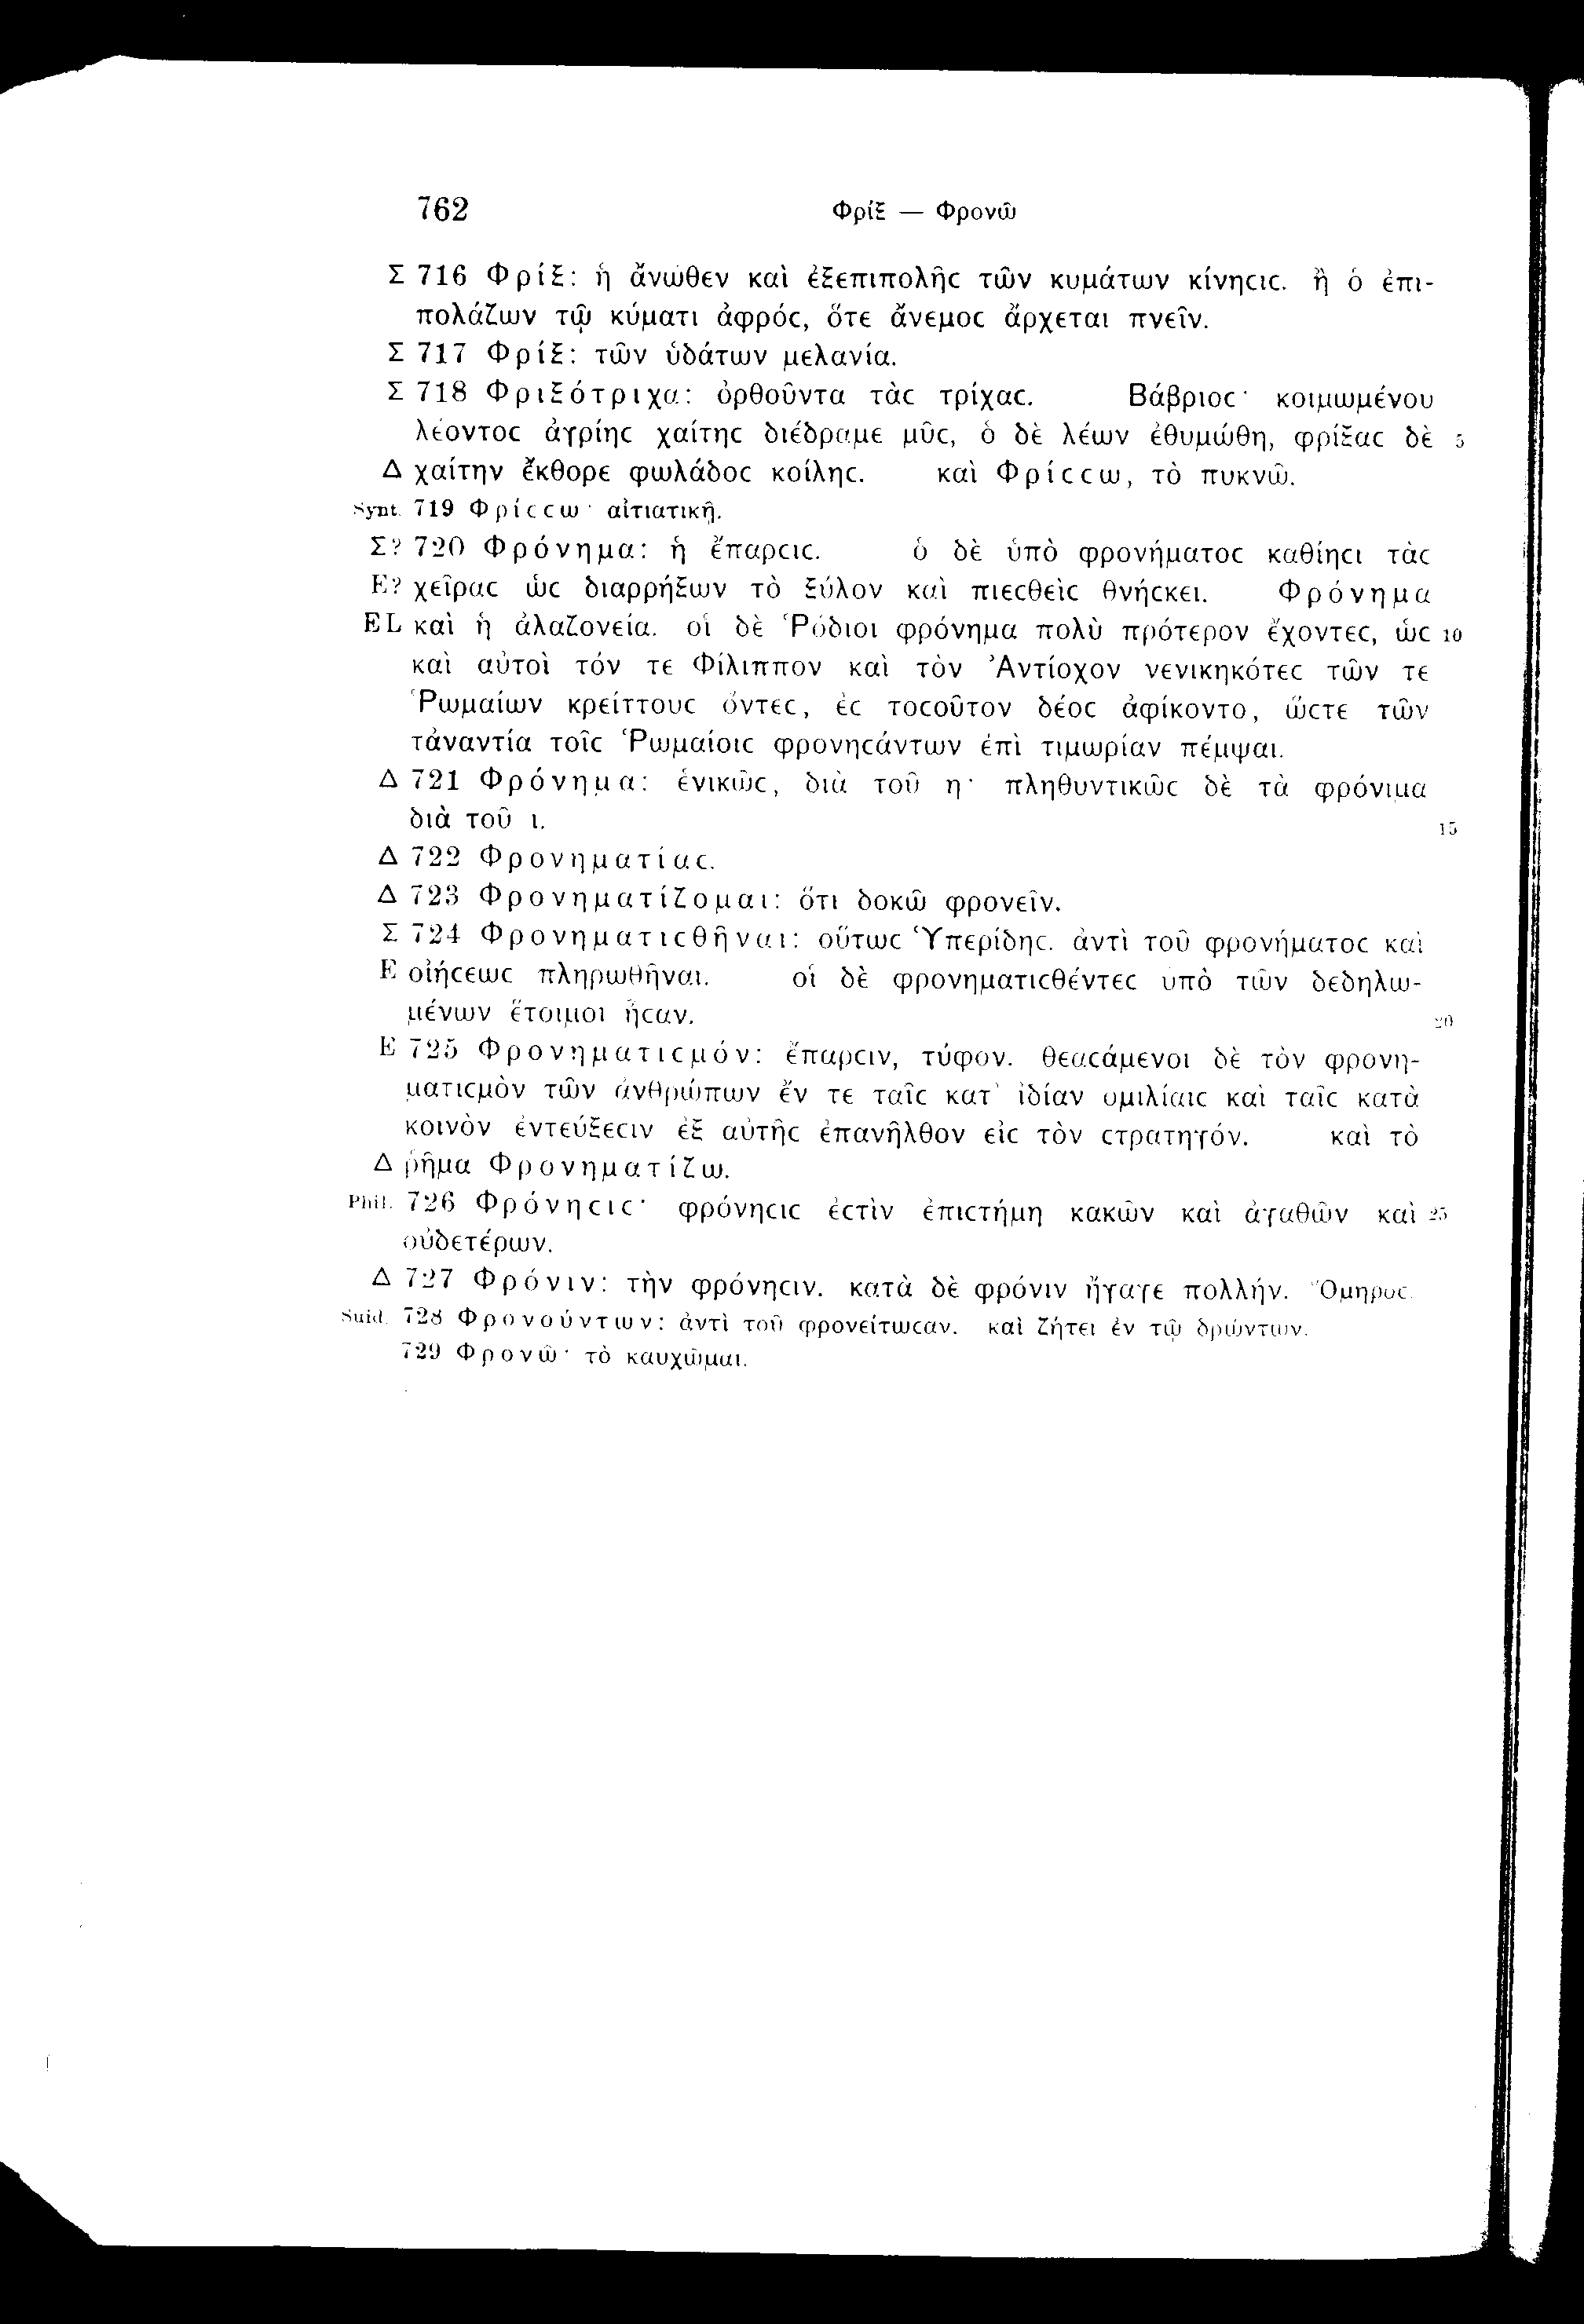 762 Φρίξ — Φρονῶ
Σ 716 Φρίξ: ἡ ἄνωθεν καὶ ἐξεπιπολῆϲ τῶν κυμάτων κίνηϲιϲ. ἢ ὁ ἐπι-
πολάζων τῷ κύματι ἀφρόϲ, ὅτε ἄνεμοϲ ἄρχεται πνεῖν.
Σ 717 Φρίξ: τῶν ὑδάτων μελανία.
Σ 718 Φριξότριχα: ὀρθοῦντα τὰϲ τρίχαϲ. Βάβριοϲ· κοιμωμένου
λέοντοϲ ἀγρίηϲ χαίτηϲ διέδραμε μῦϲ, ὁ δὲ λέων ἐθυμώθη, φρίξαϲ δὲ 5
Δ χαίτην ἔκθορε φωλάδοϲ κοίληϲ. καὶ Φρίϲϲω, τὸ πυκνῶ.
Synt. 719 Φρίϲϲω· αἰτιατικῇ.
Σ? 720 Φρόνημα: ἡ ἔπαρϲιϲ. ὁ δὲ ὑπὸ φρονήματοϲ καθίηϲι τὰϲ
E? χεῖραϲ ὡϲ διαρρήξων τὸ ξύλον καὶ πιεϲθεὶϲ θνήϲκει. Φρόνημα
EL καὶ ἡ ἀλαζονεία. οἱ δὲ Ῥόδιοι φρόνημα πολὺ πρότερον ἔχοντεϲ, ὡϲ 10
καὶ αὐτοὶ τόν τε Φίλιππον καὶ τὸν Ἀντίοχον νενικηκότεϲ τῶν τε
Ῥωμαίων κρείττουϲ ὄντεϲ, ἐϲ τοϲοῦτον δέοϲ ἀφίκοντο, ὥϲτε τῶν
τἀναντία τοῖϲ Ῥωμαίοιϲ φρονηϲάντων ἐπὶ τιμωρίαν πέμψαι.
Δ 721 Φρόνημα: ἑνικῶϲ, διὰ τοῦ η· πληθυντικῶϲ δὲ τὰ φρόνιμα
διὰ τοῦ ι. 15
Δ 722 Φρονηματίαϲ.
Δ 723 Φρονηματίζομαι: ὅτι δοκῶ φρονεῖν.
Σ 724 Φρονηματιϲθῆναι: οὕτωϲ Ὑπερίδηϲ. ἀντὶ τοῦ φρονήματοϲ καὶ
E οἰήϲεωϲ πληρωθῆναι. οἱ δὲ φρονηματιϲθέντεϲ ὑπὸ τῶν δεδηλω-
μένων ἕτοιμοι ἦϲαν. 20
E 725 Φρονηματιϲμόν: ἔπαρϲιν, τύφον. θεαϲάμενοι δὲ τὸν φρονη-
ματιϲμὸν τῶν ἀνθρώπων ἔν τε ταῖϲ κατ' ἰδίαν ὁμιλίαιϲ καὶ ταῖϲ κατὰ
κοινὸν ἐντεύξεϲιν ἐξ αὐτῆϲ ἐπανῆλθον εἰϲ τὸν ϲτρατηγόν. καὶ τὸ
Δ ῥῆμα Φρονηματίζω.
Phil. 726 Φρόνηϲιϲ· φρόνηϲιϲ ἐϲτὶν ἐπιϲτήμη κακῶν καὶ ἀγαθῶν καὶ 25
οὐδετέρων.
Δ 727 Φρόνιν: τὴν φρόνηϲιν. κατὰ δὲ φρόνιν ἤγαγε πολλήν. Ὅμηροϲ.
Suid. 728 Φρονούντων: ἀντὶ τοῦ φρονείτωϲαν. καὶ ζήτει ἐν τῷ δρώντων.
729 Φρονῶ· τὸ καυχῶμαι.